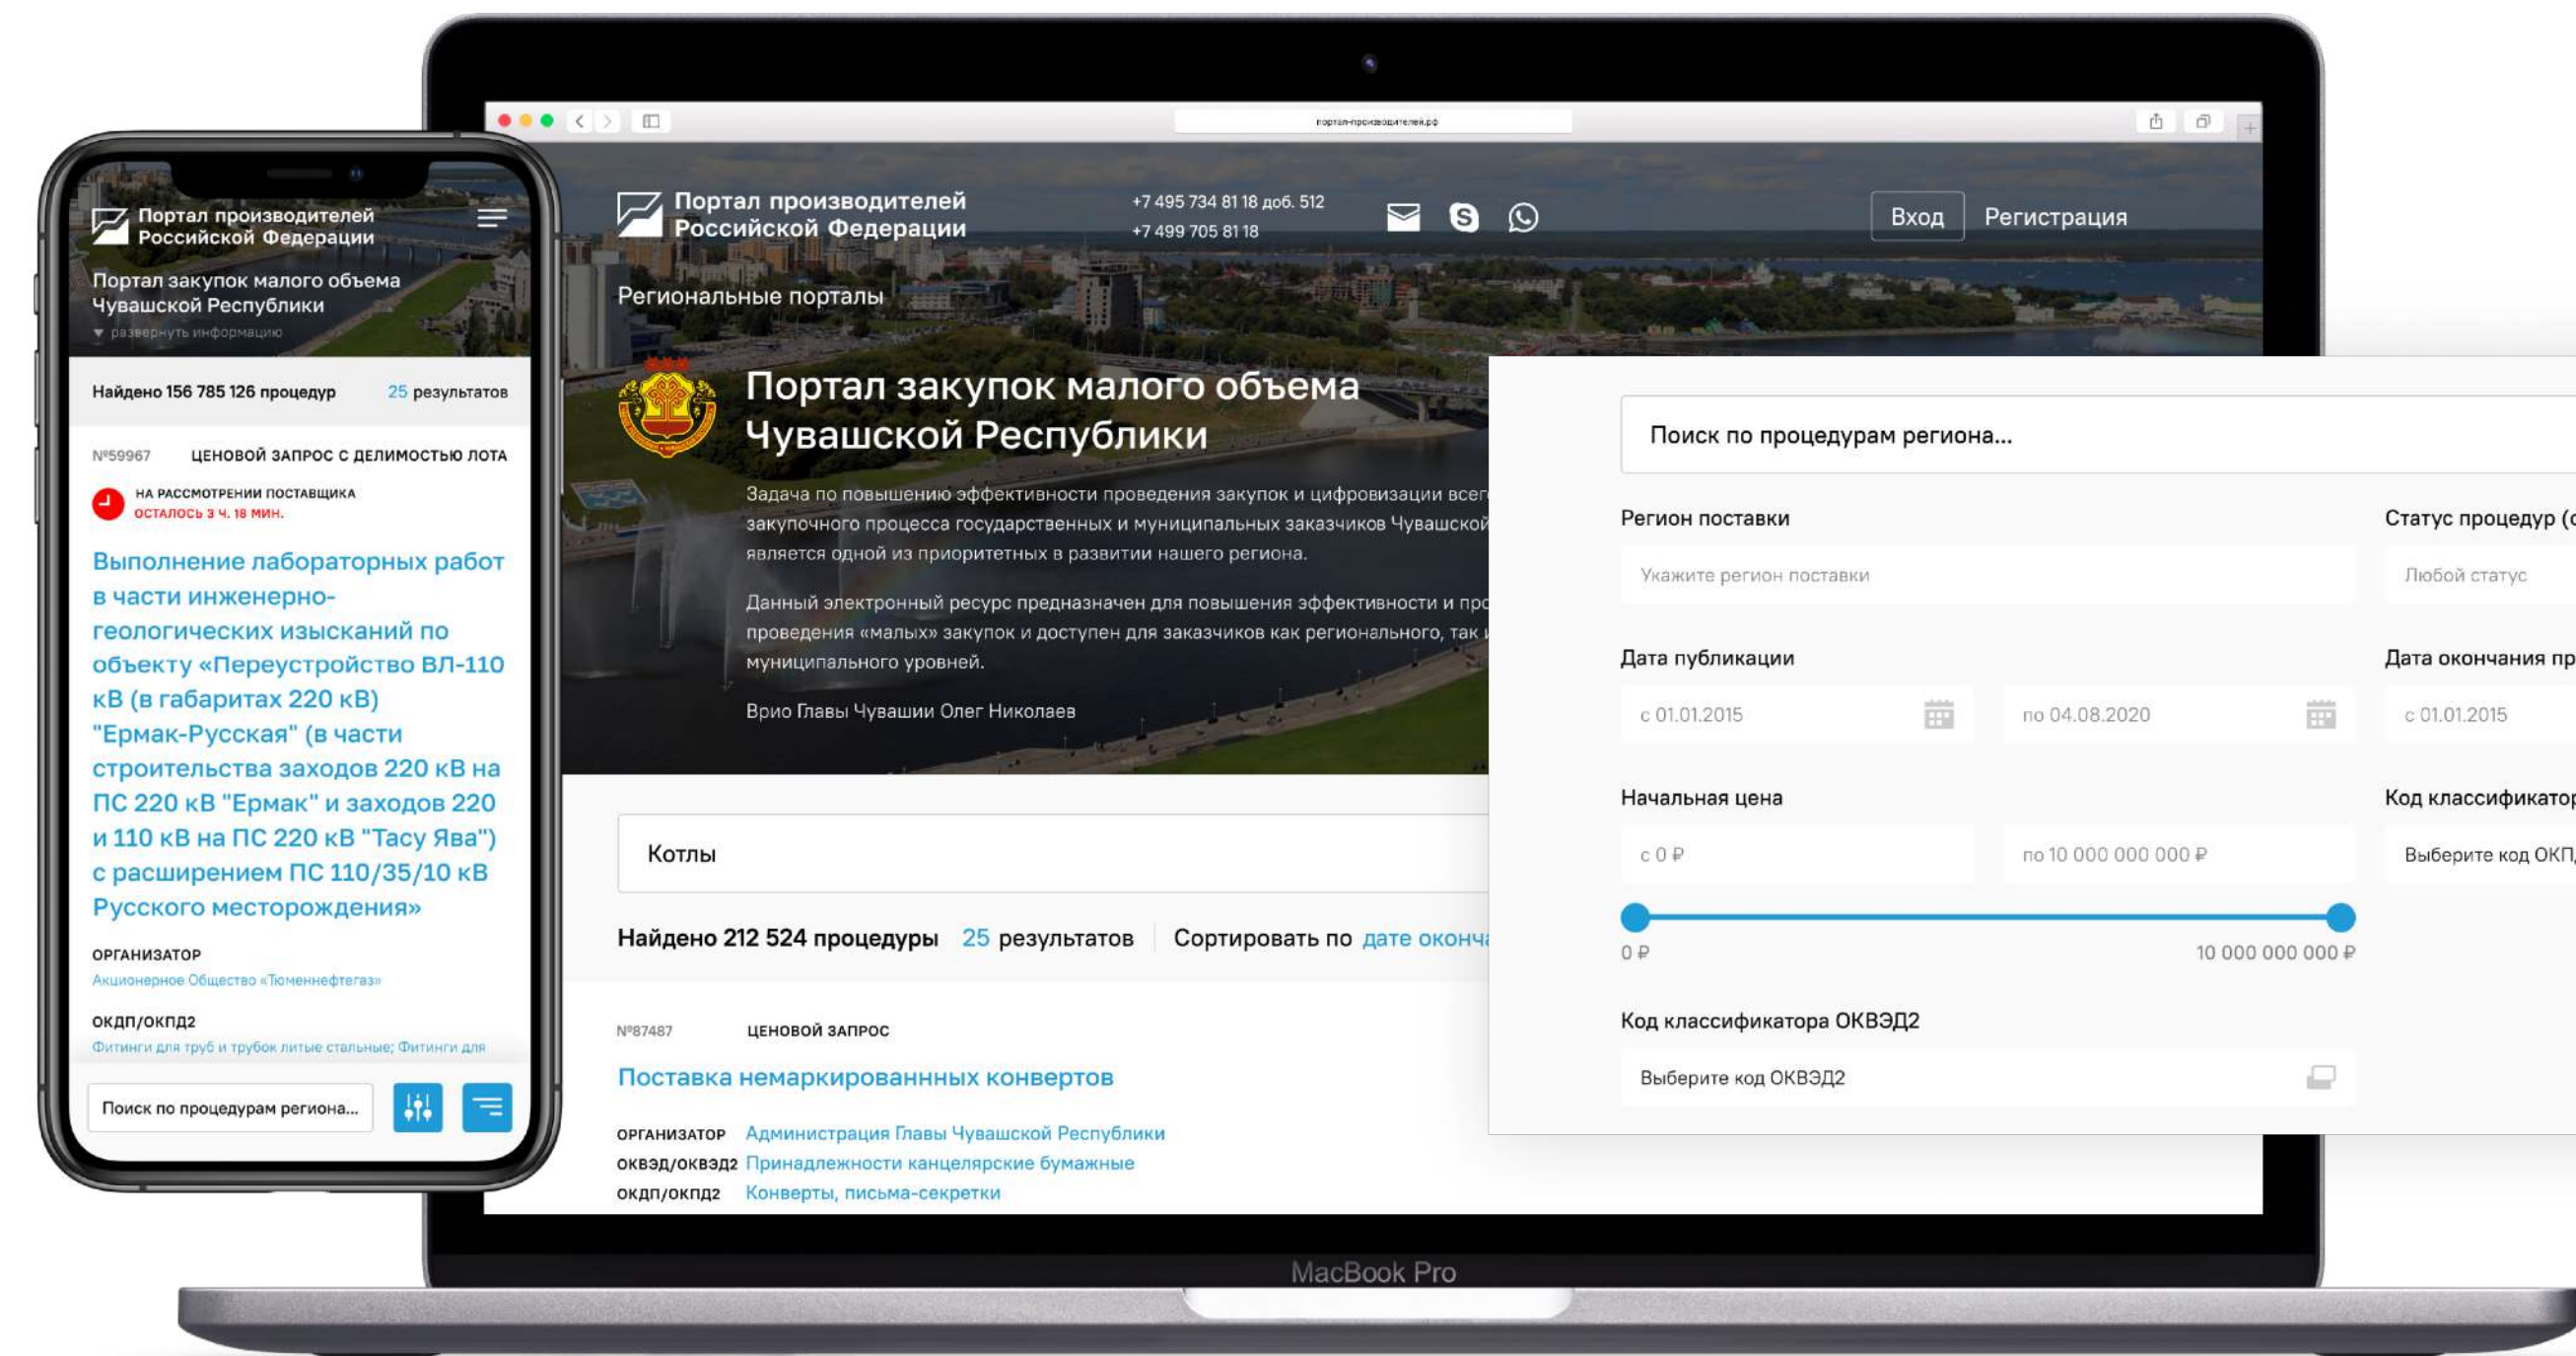 Портал производителей
Российской Федерации
Портал закупок малого объема
Чувашской Республики
развернуть информацию
Найдено 156 785 126 процедур 25 результатов
№59967 ЦЕНОВОЙ ЗАПРОС С ДЕЛИМОСТЬЮ ЛОТА
НА РАССМОТРЕНИИ ПОСТАВЩИКА
ОСТАЛОСЬ 3 Ч. 18 МИН.
Выполнение лабораторных работ
в части инженерно-
геологических изысканий по
объекту «Переустройство ВЛ-110
кВ (в габаритах 220 кВ)
"Ермак-Русская" (в части
строительства заходов 220 кВ на
ПС 220 кВ "Ермак" и заходов 220
и 110 кВ на ПС 220 кВ "Тасу Ява")
с расширением ПС 110/35/10 кВ
Русского месторождения»
ОРГАНИЗАТОР
Акционерное Общество «Тюменнефтегаз»
ОКДП/ОКПД2
Фитинги для труб и трубок литые стальные; Фитинги для
Поиск по процедурам региона...
портал-производителей.рф
Портал производителей
Российской Федерации
+7 495 734 81 18 доб. 512
+7 499 705 81 18
Вход Регистрация
Региональные порталы
Портал закупок малого объема
Чувашской Республики
Задача по повышению эффективности проведения закупок и цифровизации всег
закупочного процесса государственных и муниципальных заказчиков Чувашской
является одной из приоритетных в развитии нашего региона.
Данный электронный ресурс предназначен для повышения эффективности и про
проведения «малых» закупок и доступен для заказчиков как регионального, так и
муниципального уровней.
Врио Главы Чувашии Олег Николаев
Котлы
Найдено 212 524 процедуры 25 результатов Сортировать по дате оконча
№87487 ЦЕНОВОЙ ЗАПРОС
Поставка немаркированнных конвертов
ОРГАНИЗАТОР Администрация Главы Чувашской Республики
ОКВЭД/ОКВЭД2 Принадлежности канцелярские бумажные
ОКДП/ОКПД2 Конверты, письма-секретки
Поиск по процедурам региона...
Регион поставки Статус процедур (
Укажите регион поставки Любой статус
Дата публикации Дата окончания пр
с 01.01.2015 по 04.08.2020 с 01.01.2015
Начальная цена Код классификатор
с 0 ₽ по 10 000 000 000 ₽ Выберите код ОКП
0 ₽ 10 000 000 000 ₽
Код классификатора ОКВЭД2
Выберите код ОКВЭД2
MacBook Pro